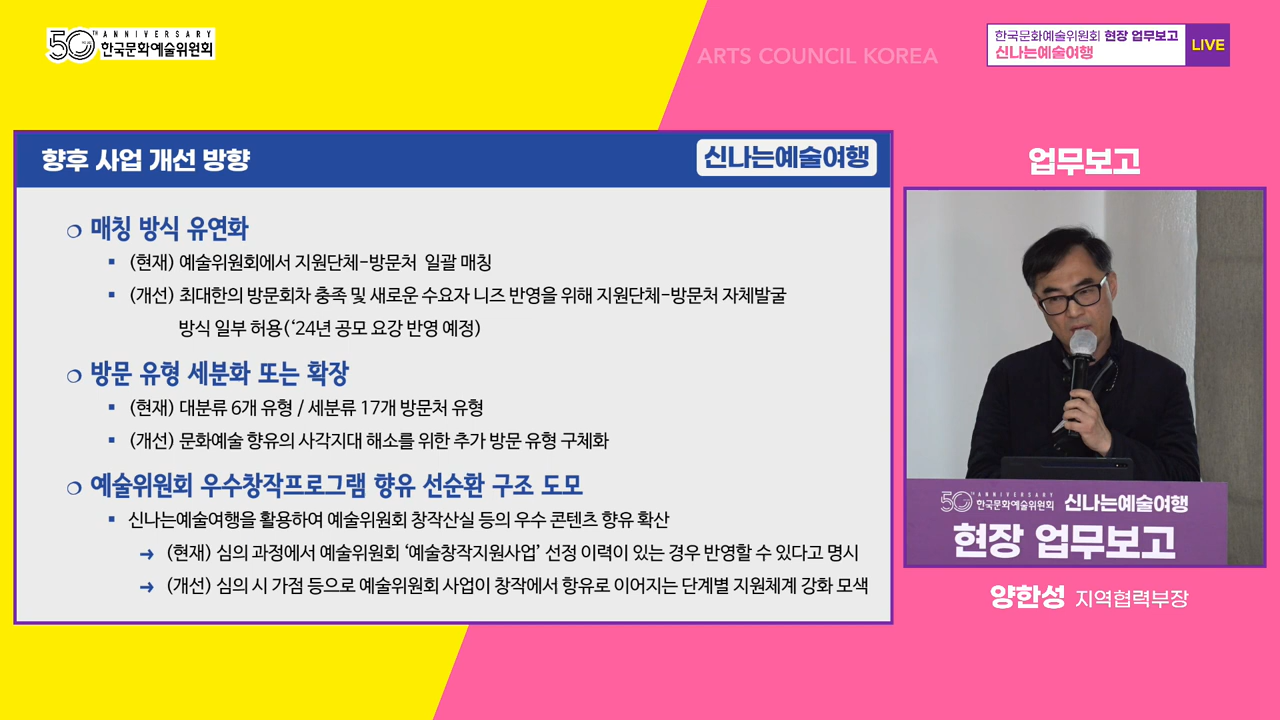 50TH ANNIVERSARY
한국문화예술위원회
ARTS COUNCIL KOREA
한국문화예술위원회 현장 업무보고
신나는예술여행
LIVE
향후 사업 개선 방향
신나는예술여행
❍ 매칭 방식 유연화
▪ (현재) 예술위원회에서 지원단체-방문처 일괄 매칭
▪ (개선) 최대한의 방문회차 충족 및 새로운 수요자 니즈 반영을 위해 지원단체-방문처 자체발굴
방식 일부 허용(‘24년 공모 요강 반영 예정)
❍ 방문 유형 세분화 또는 확장
▪ (현재) 대분류 6개 유형 / 세분류 17개 방문처 유형
▪ (개선) 문화예술 향유의 사각지대 해소를 위한 추가 방문 유형 구체화
❍ 예술위원회 우수창작프로그램 향유 선순환 구조 도모
▪ 신나는예술여행을 활용하여 예술위원회 창작산실 등의 우수 콘텐츠 향유 확산
➔ (현재) 심의 과정에서 예술위원회 ‘예술창작지원사업’ 선정 이력이 있는 경우 반영할 수 있다고 명시
➔ (개선) 심의 시 가점 등으로 예술위원회 사업이 창작에서 향유로 이어지는 단계별 지원체계 강화 모색
업무보고
50TH ANNIVERSARY
한국문화예술위원회
신나는예술여행
현장 업무보고
양한성 지역협력부장